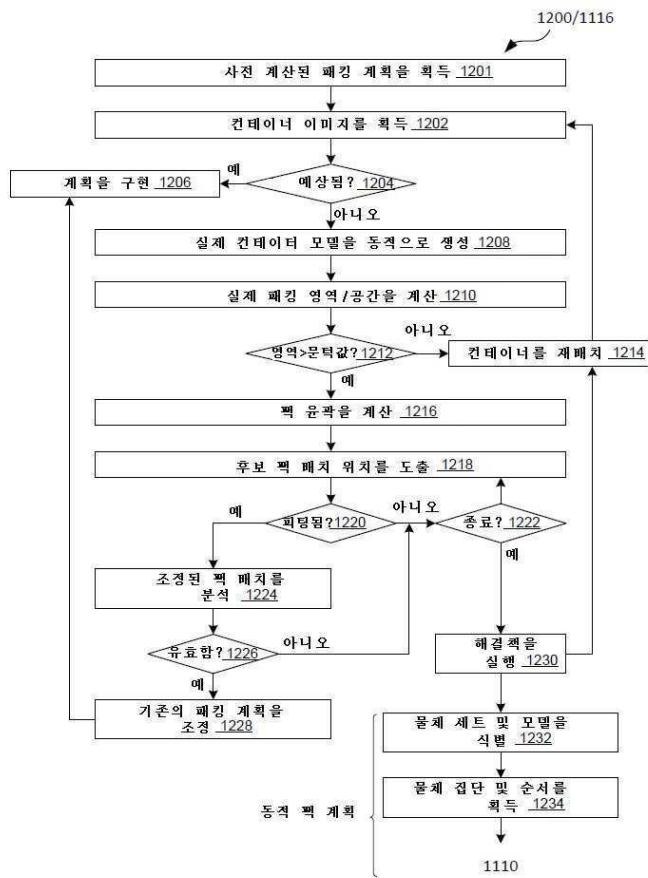 1200/1116
사전 계산된 패킹 계획을 획득 1201
컨테이너 이미지를 획득 1202
예
계획을 구현 1206
예상됨? 1204
아니오
실제 컨테이터 모델을 동적으로 생성 1208
실제 패킹 영역/공간을 계산 1210
아니오
영역>문턱값? 1212
컨테이너를 재배치 1214
예
팩 윤곽을 계산 1216
후보 팩 배치 위치를 도출 1218
예
피팅됨? 1220
아니오
종료? 1222
예
조정된 팩 배치를
분석 1224
유효함? 1226
아니오
해결책을
실행 1230
예
기존의 패킹 계획을
조정 1228
물체 세트 및 모델을
식별 1232
물체 집단 및 순서를
획득 1234
동적 팩 계획
1110